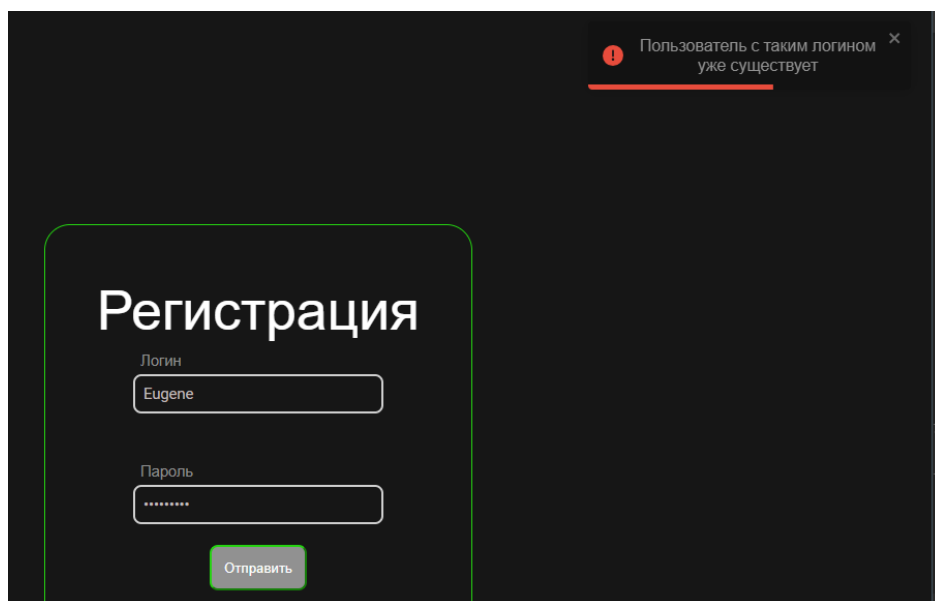 Пользователь с таким логином
уже существует
Регистрация
Логин
Eugene
Пароль
•••••••••
Отправить